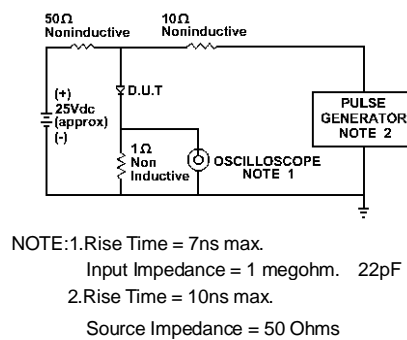 50Ω
Noninductive
10Ω
Noninductive
(+)
25Vdc
(approx)
(-)
D.U.T
1Ω
Non
Inductive
OSCILLOSCOPE
NOTE 1
PULSE
GENERATOR
NOTE 2
NOTE:1.Rise Time = 7ns max.
Input Impedance = 1 megohm. 22pF
2.Rise Time = 10ns max.
Source Impedance = 50 Ohms